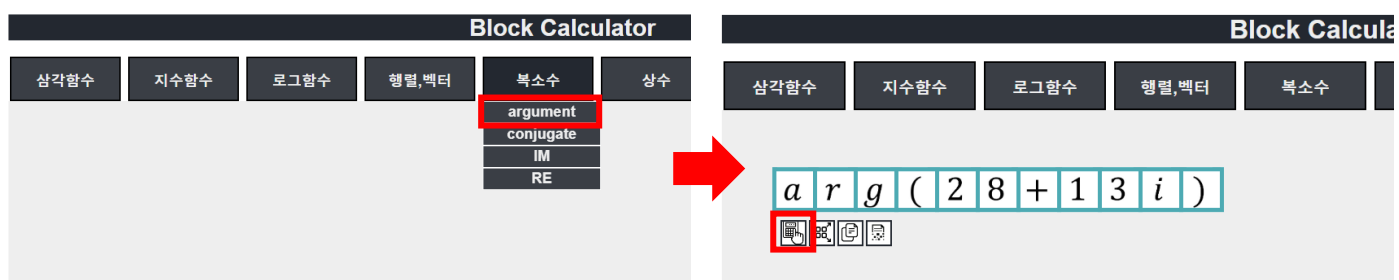 Block Calculator
삼각함수 지수함수 로그함수 행렬,벡터 복소수 상수
argument
conjugate
IM
RE
Block Calcula
삼각함수 지수함수 로그함수 행렬,벡터 복소수
arg(28+13i)